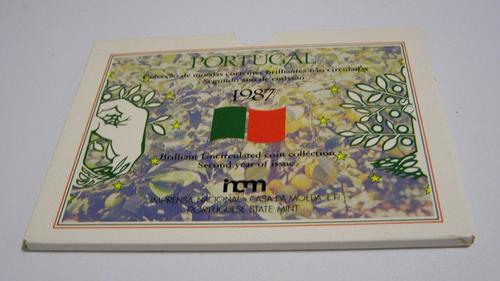 PORTUGAL
Colecção de moedas correntes brilhantes não circuladas
Segundo ano de emissão
1987
Brilliant Uncirculated coin collection
Second year of issue
incm
IMPRENSA NACIONAL - CASA DA MOEDA, E.P.
PORTUGUESE STATE MINT